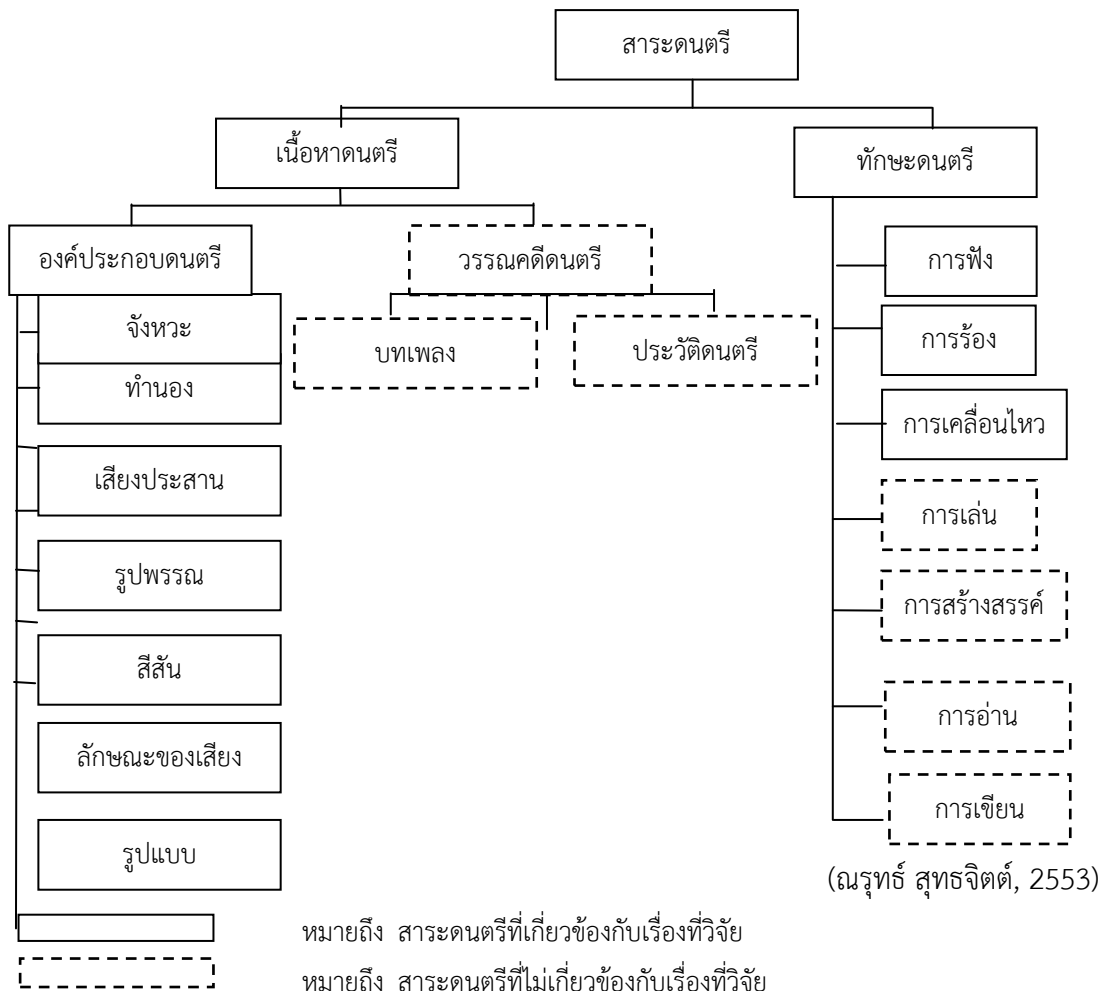 สาระดนตรี
เนื้อหาดนตรี
ทักษะดนตรี
องค์ประกอบดนตรี
วรรณคดีดนตรี
จังหวะ
ทำนอง
เสียงประสาน
รูปพรรณ
สีสัน
ลักษณะของเสียง
รูปแบบ
บทเพลง
ประวัติดนตรี
การฟัง
การร้อง
การเคลื่อนไหว
การเล่น
การสร้างสรรค์
การอ่าน
การเขียน
(ณรุทธ์ สุทธจิตต์, 2553)
หมายถึง สาระดนตรีที่เกี่ยวข้องกับเรื่องที่วิจัย
หมายถึง สาระดนตรีที่ไม่เกี่ยวข้องกับเรื่องที่วิจัย